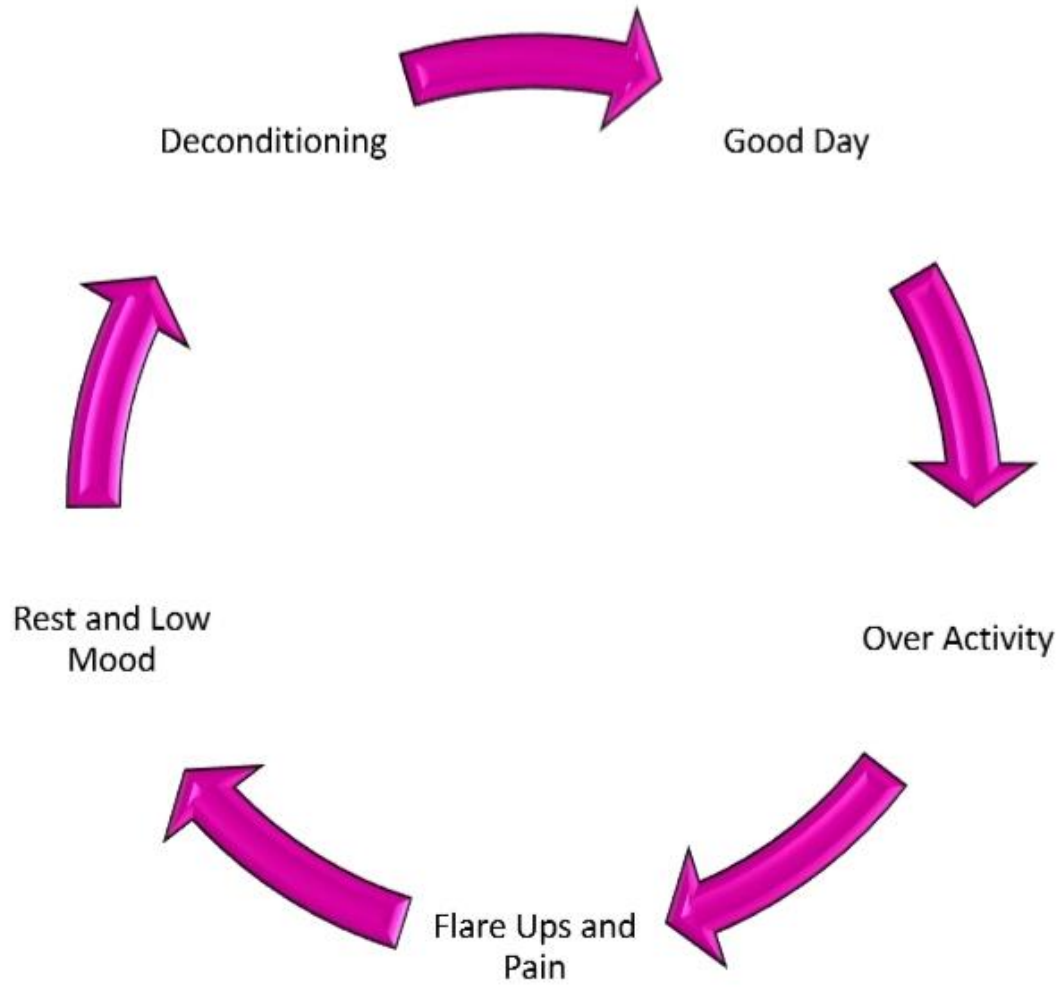 Deconditioning
Good Day
Over Activity
Flare Ups and
Pain
Rest and Low
Mood